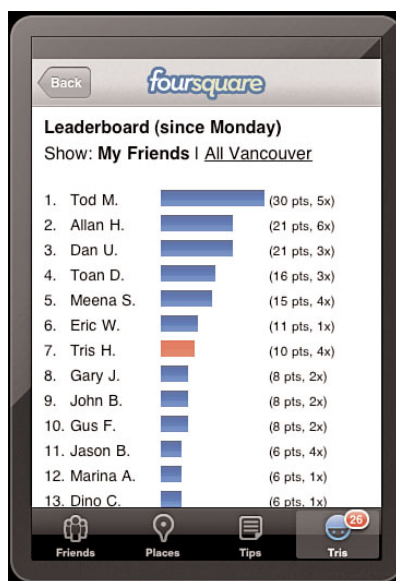 Back
foursquare
Leaderboard (since Monday)
Show: My Friends | All Vancouver
1. Tod M. (30 pts, 5x)
2. Allan H. (21 pts, 6x)
3. Dan U. (21 pts, 3x)
4. Toan D. (16 pts, 3x)
5. Meena S. (15 pts, 4x)
6. Eric W. (11 pts, 1x)
7. Tris H. (10 pts, 4x)
8. Gary J. (8 pts, 2x)
9. John B. (8 pts, 2x)
10. Gus F. (8 pts, 2x)
11. Jason B. (6 pts, 4x)
12. Marina A. (6 pts, 1x)
13. Dino C. (6 pts, 1x)
26
Friends Places Tips Tris